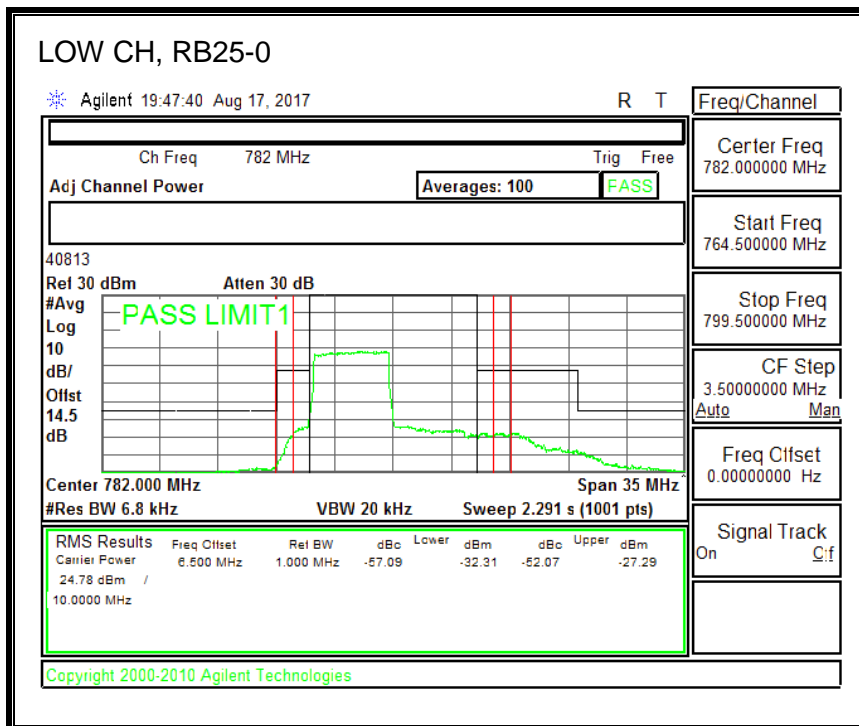 LOW CH, RB25-0
Agilent 19:47:40 Aug 17, 2017 R T
Ch Freq 782 MHz Trig Free
Adj Channel Power Averages: 100 PASS
40813
Ref 30 dBm Atten 30 dB
#Avg
Log
10
dB/
Offst
14.5
dB
PASS LIMIT1
Center 782.000 MHz Span 35 MHz
#Res BW 6.8 kHz VBW 20 kHz Sweep 2.291 s (1001 pts)
RMS Results Freq Offset Ref BW dBc Lower dBm dBc Upper dBm
Carrier Power 6.500 MHz 1.000 MHz -57.09 -32.31 -52.07 -27.29
24.78 dBm /
10.0000 MHz
Copyright 2000-2010 Agilent Technologies
Freq/Channel
Center Freq
782.000000 MHz
Start Freq
764.500000 MHz
Stop Freq
799.500000 MHz
CF Step
3.50000000 MHz
Auto Man
Freq Offset
0.00000000 Hz
Signal Track
On Off